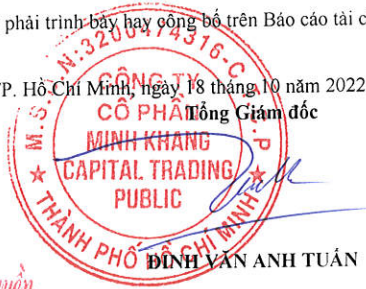 phải trình bày hay công bố trên Báo cáo tài c
TP. Hồ Chí Minh, ngày 18 tháng 10 năm 2022
Tổng Giám đốc
M.S.D.N:3200474316-C.T.C.P
CÔNG TY
CỔ PHẦN
MINH KHANG
CAPITAL TRADING
PUBLIC
THÀNH PHỐ HỒ CHÍ MINH
ĐINH VĂN ANH TUẤN